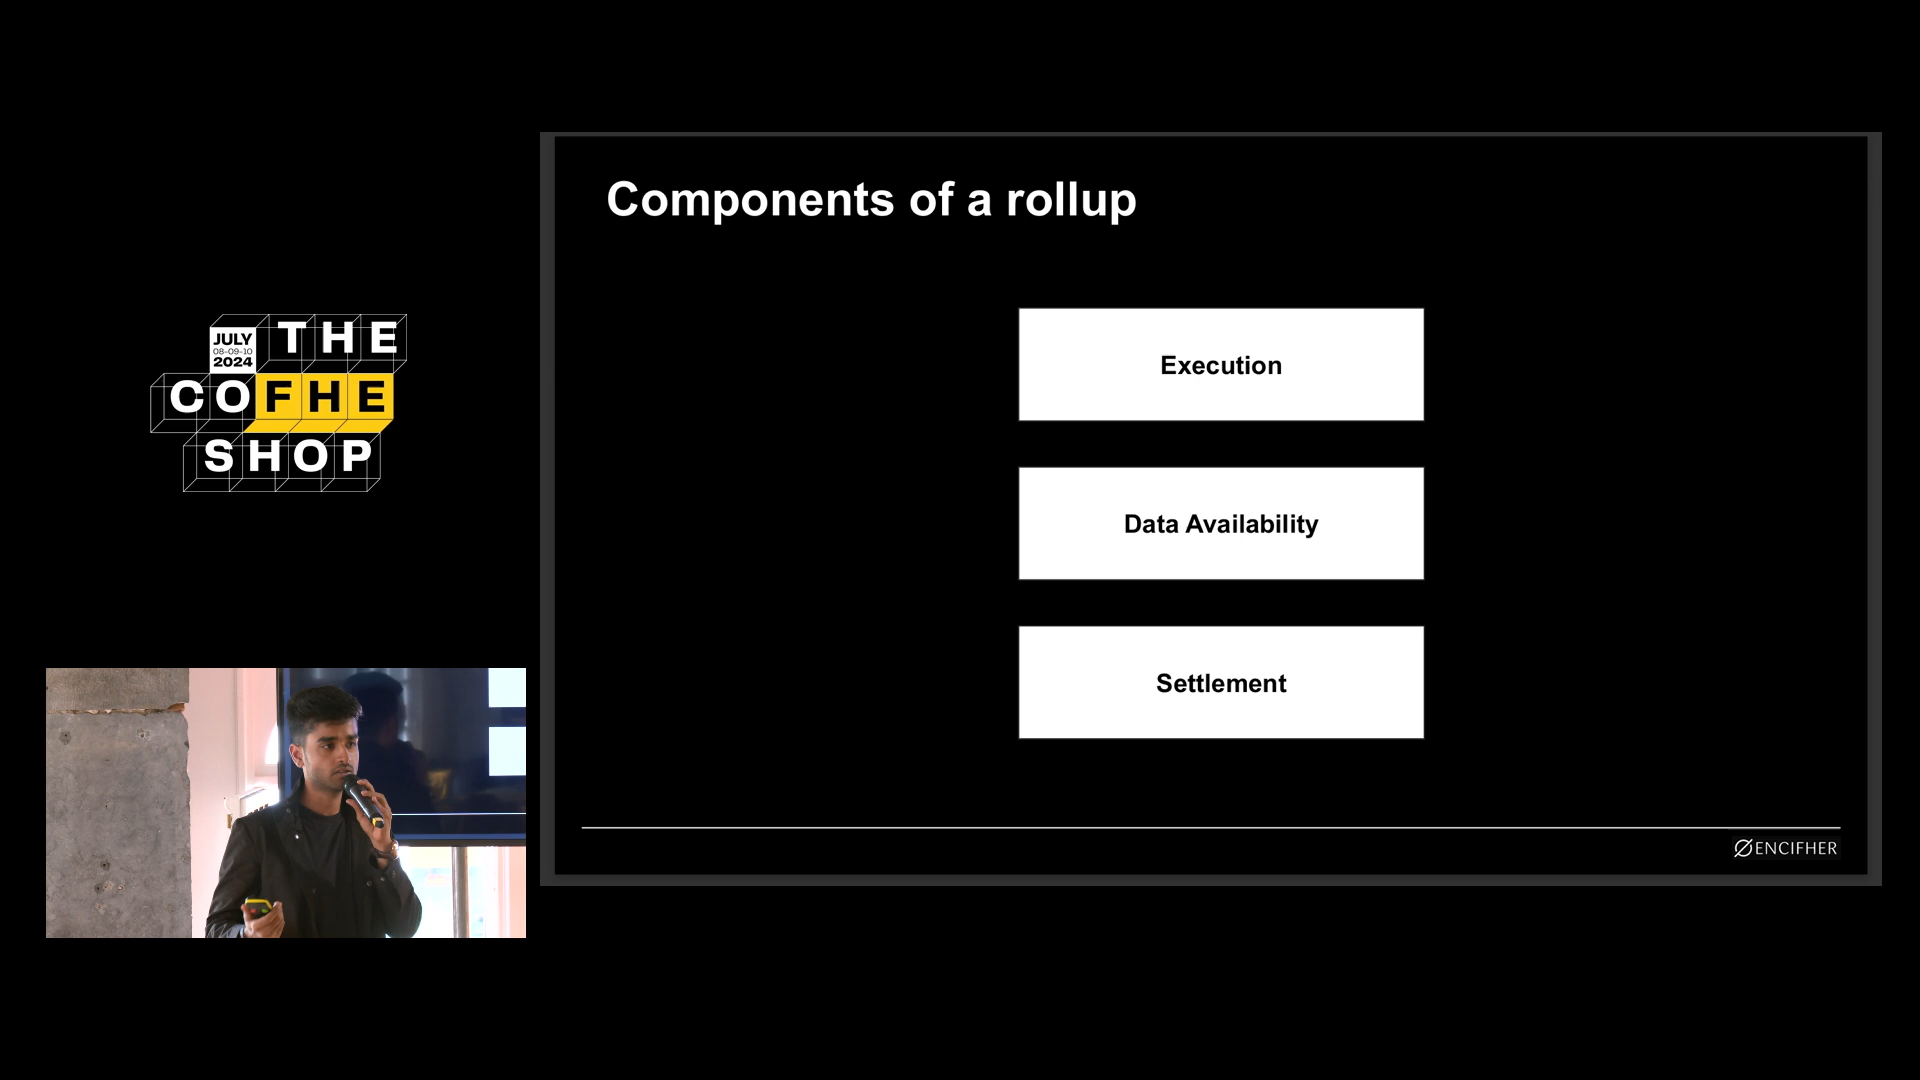 JULY
08-09-10
2024
THE
COFHE
SHOP
Components of a rollup
Execution
Data Availability
Settlement
ENCIFHER